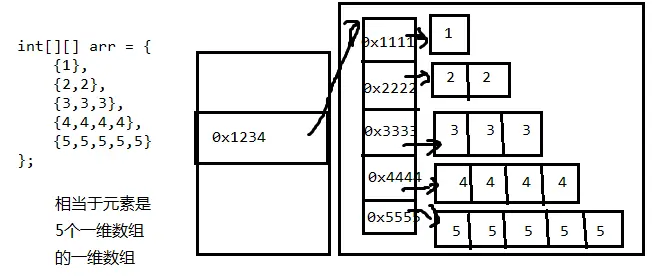 int[][] arr = {
{1},
{2,2},
{3,3,3},
{4,4,4,4},
{5,5,5,5,5}
};
相当于元素是
5个一维数组
的一维数组
0x1234
0x1111 1
0x2222 2 2
0x3333 3 3 3
0x4444 4 4 4 4
0x5555 5 5 5 5 5